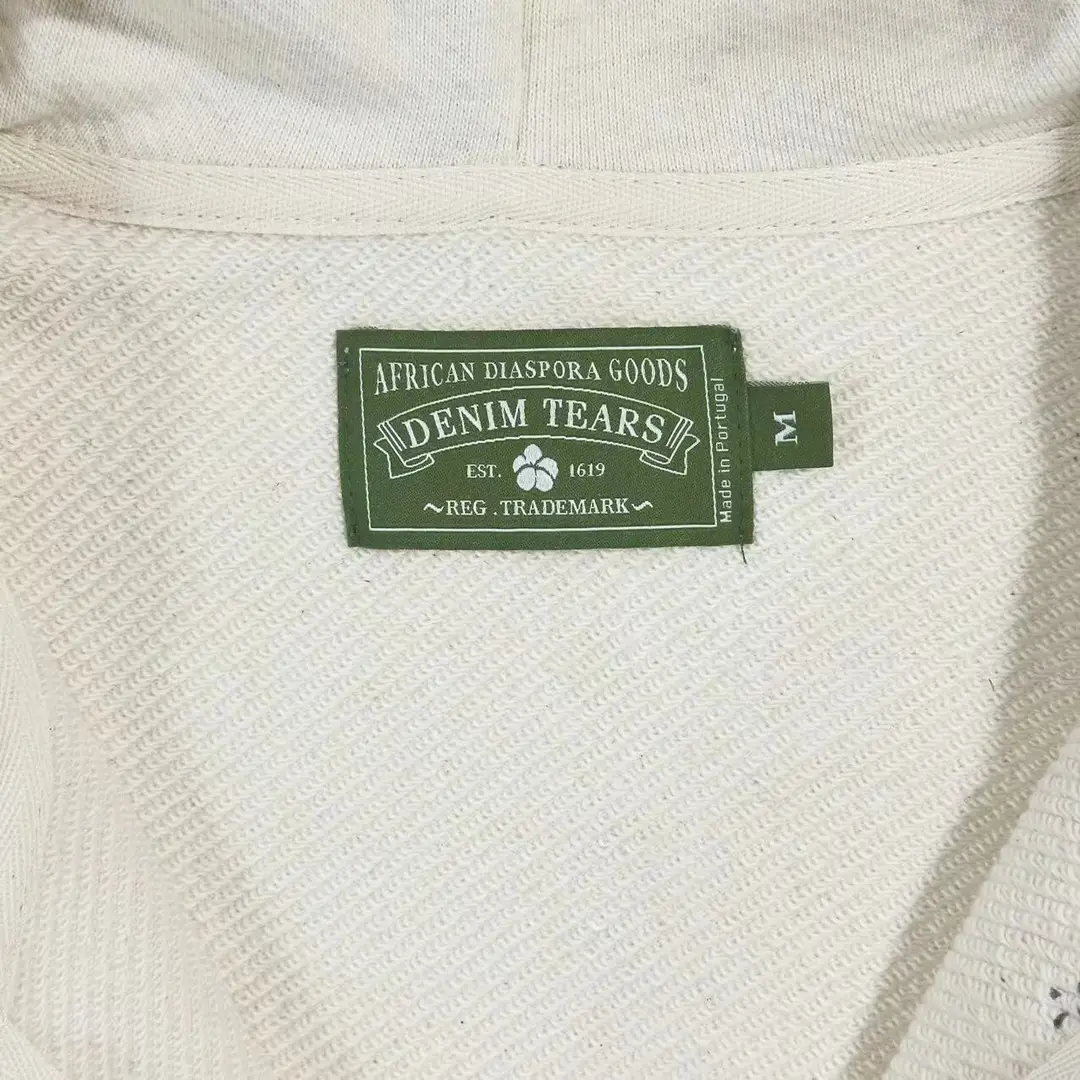 AFRICAN DIASPORA GOODS
DENIM TEARS
EST. 1619
~REG . TRADEMARK~
Made in Portugal
M